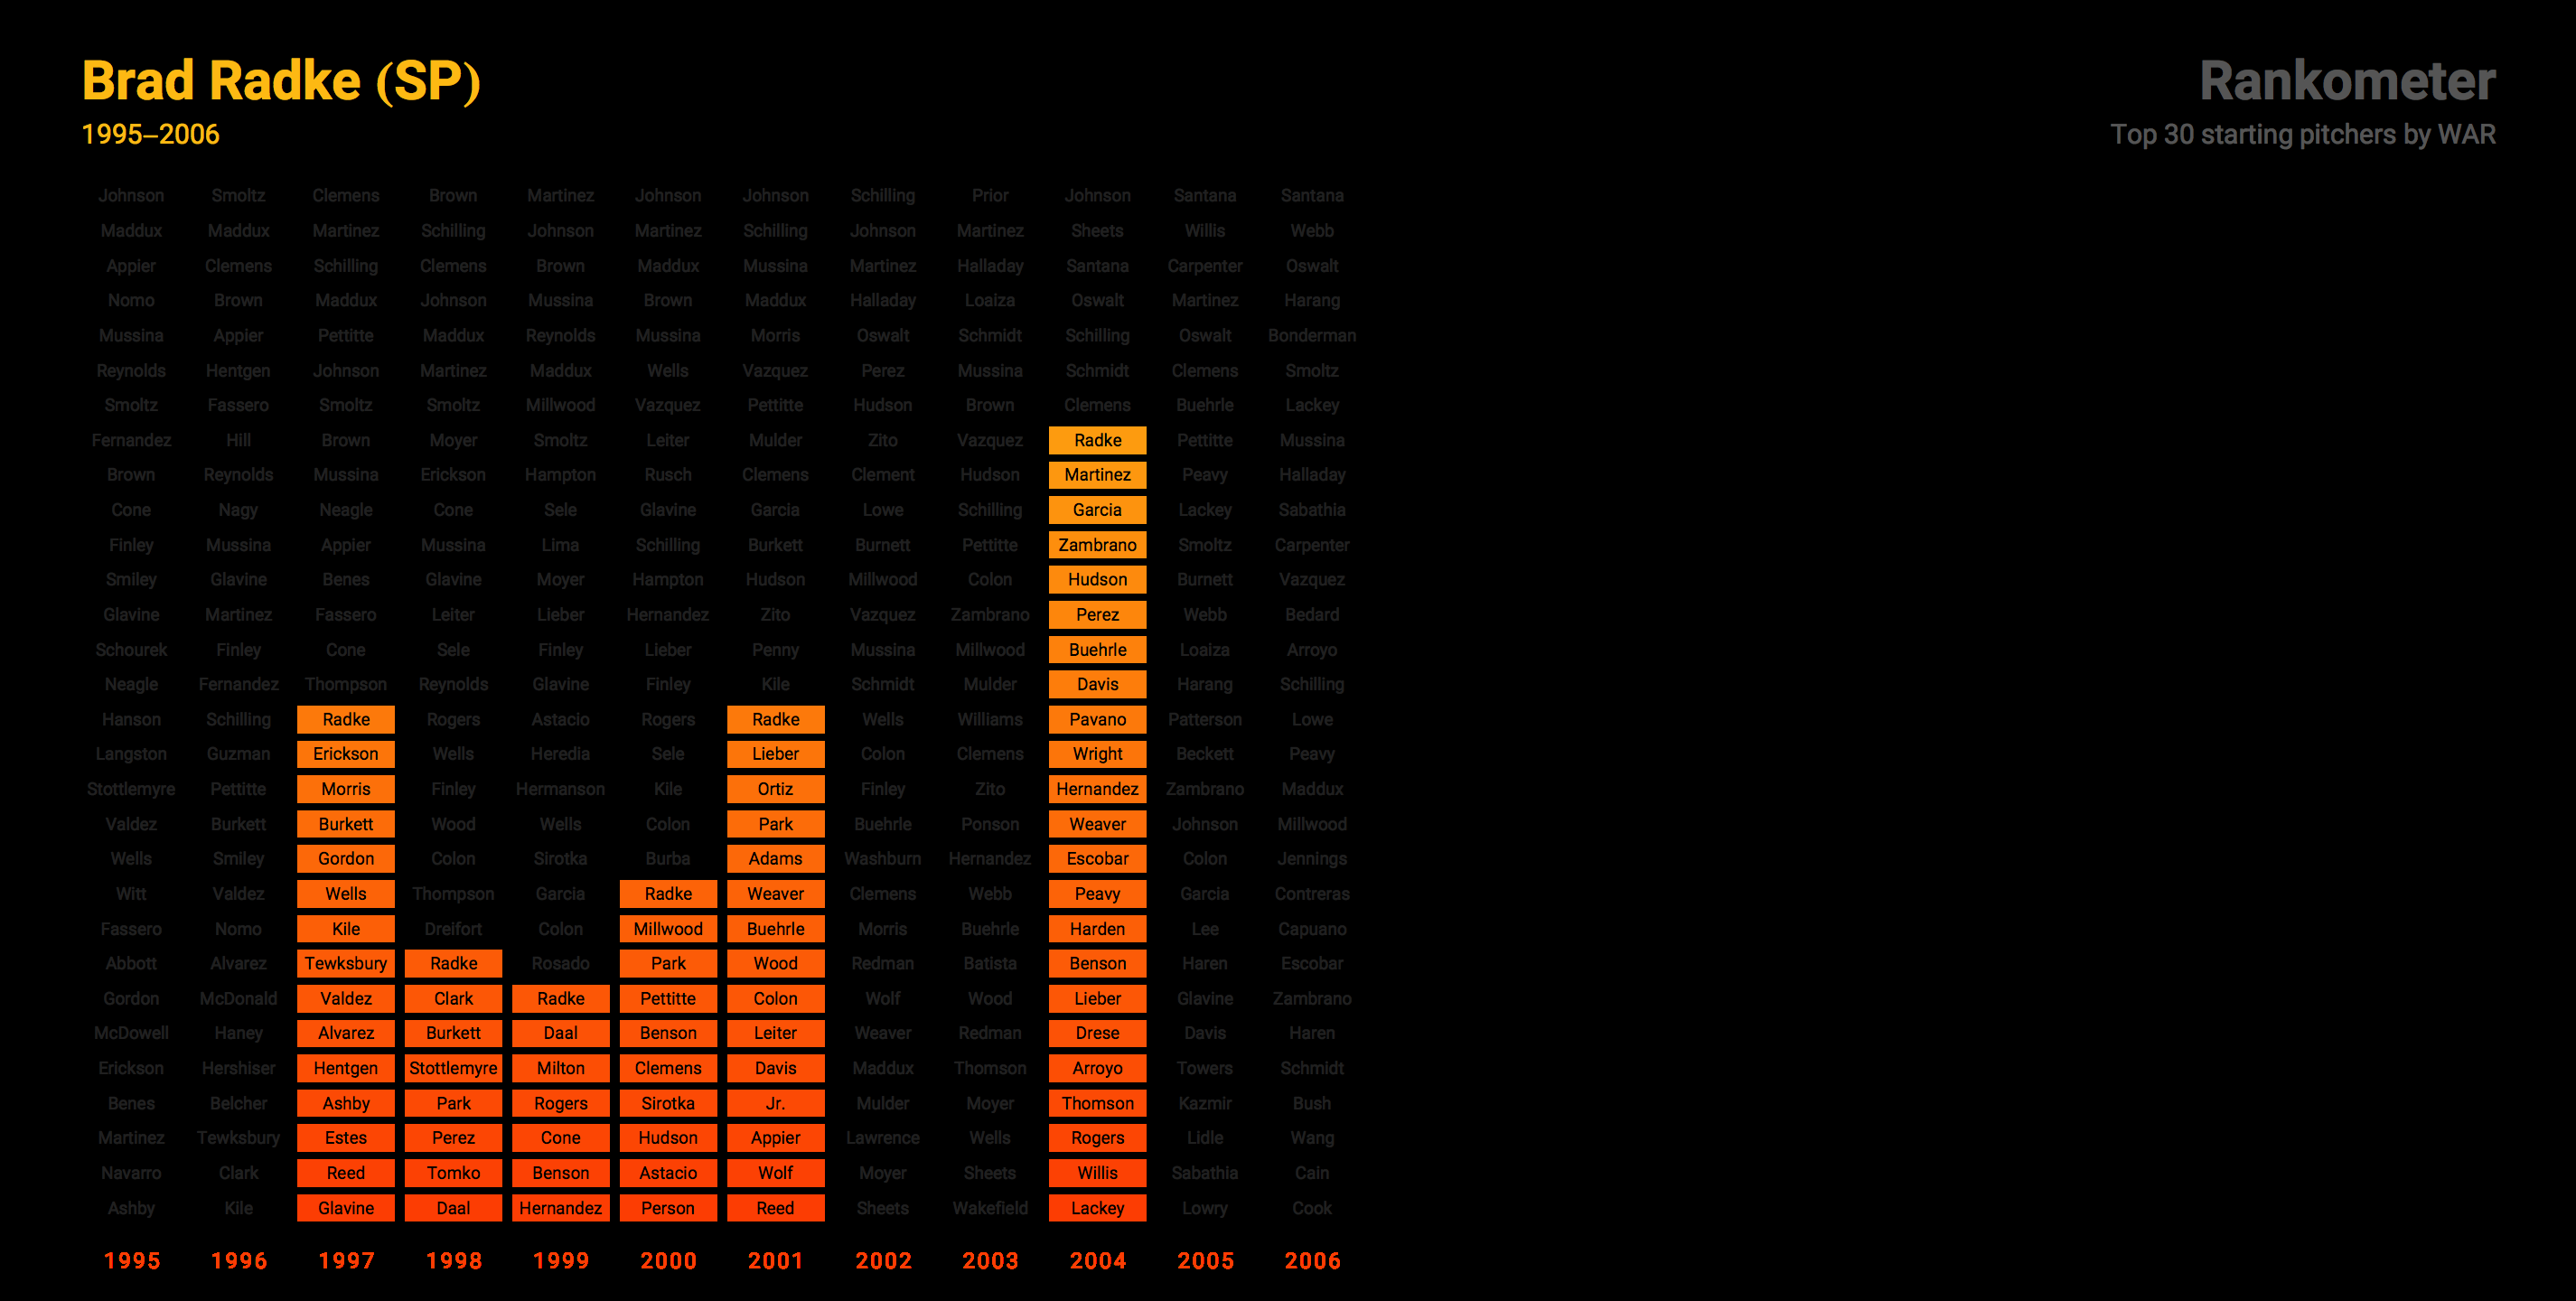 Brad Radke (SP)
1995–2006
Rankometer
Top 30 starting pitchers by WAR
Johnson Smoltz Clemens Brown Martinez Johnson Johnson Schilling Prior Johnson Santana Santana
Maddux Maddux Martinez Schilling Johnson Martinez Schilling Johnson Martinez Sheets Willis Webb
Appier Clemens Schilling Clemens Brown Maddux Mussina Martinez Halladay Santana Carpenter Oswalt
Nomo Brown Maddux Johnson Mussina Brown Maddux Halladay Loaiza Oswalt Martinez Harang
Mussina Appier Pettitte Maddux Reynolds Mussina Morris Oswalt Schmidt Schilling Oswalt Bonderman
Reynolds Hentgen Johnson Martinez Maddux Wells Vazquez Perez Mussina Schmidt Clemens Smoltz
Smoltz Fassero Smoltz Smoltz Millwood Vazquez Pettitte Hudson Brown Clemens Buehrle Lackey
Fernandez Hill Brown Moyer Smoltz Leiter Mulder Zito Vazquez Radke Pettitte Mussina
Brown Reynolds Mussina Erickson Hampton Rusch Clemens Clement Hudson Martinez Peavy Halladay
Cone Nagy Neagle Cone Sele Glavine Garcia Lowe Schilling Garcia Lackey Sabathia
Finley Mussina Appier Mussina Lima Schilling Burkett Burnett Pettitte Zambrano Smoltz Carpenter
Smiley Glavine Benes Glavine Moyer Hampton Hudson Millwood Colon Hudson Burnett Vazquez
Glavine Martinez Fassero Leiter Lieber Hernandez Zito Vazquez Zambrano Perez Webb Bedard
Schourek Finley Cone Sele Finley Lieber Penny Mussina Millwood Buehrle Loaiza Arroyo
Neagle Fernandez Thompson Reynolds Glavine Finley Kile Schmidt Mulder Davis Harang Schilling
Hanson Schilling Radke Rogers Astacio Rogers Radke Wells Williams Pavano Patterson Lowe
Langston Guzman Erickson Wells Heredia Sele Lieber Colon Clemens Wright Beckett Peavy
Stottlemyre Pettitte Morris Finley Hermanson Kile Ortiz Finley Zito Hernandez Zambrano Maddux
Valdez Burkett Burkett Wood Wells Colon Park Buehrle Ponson Weaver Johnson Millwood
Wells Smiley Gordon Colon Sirotka Burba Adams Washburn Hernandez Escobar Colon Jennings
Witt Valdez Wells Thompson Garcia Radke Weaver Clemens Webb Peavy Garcia Contreras
Fassero Nomo Kile Dreifort Colon Millwood Buehrle Morris Buehrle Harden Lee Capuano
Abbott Alvarez Tewksbury Radke Rosado Park Wood Redman Batista Benson Haren Escobar
Gordon McDonald Valdez Clark Radke Pettitte Colon Wolf Wood Lieber Glavine Zambrano
McDowell Haney Alvarez Burkett Daal Benson Leiter Weaver Redman Drese Davis Haren
Erickson Hershiser Hentgen Stottlemyre Milton Clemens Davis Maddux Thomson Arroyo Towers Schmidt
Benes Belcher Ashby Park Rogers Sirotka Jr. Mulder Moyer Thomson Kazmir Bush
Martinez Tewksbury Estes Perez Cone Hudson Appier Lawrence Wells Rogers Lidle Wang
Navarro Clark Reed Tomko Benson Astacio Wolf Moyer Sheets Willis Sabathia Cain
Ashby Kile Glavine Daal Hernandez Person Reed Sheets Wakefield Lackey Lowry Cook
1995 1996 1997 1998 1999 2000 2001 2002 2003 2004 2005 2006